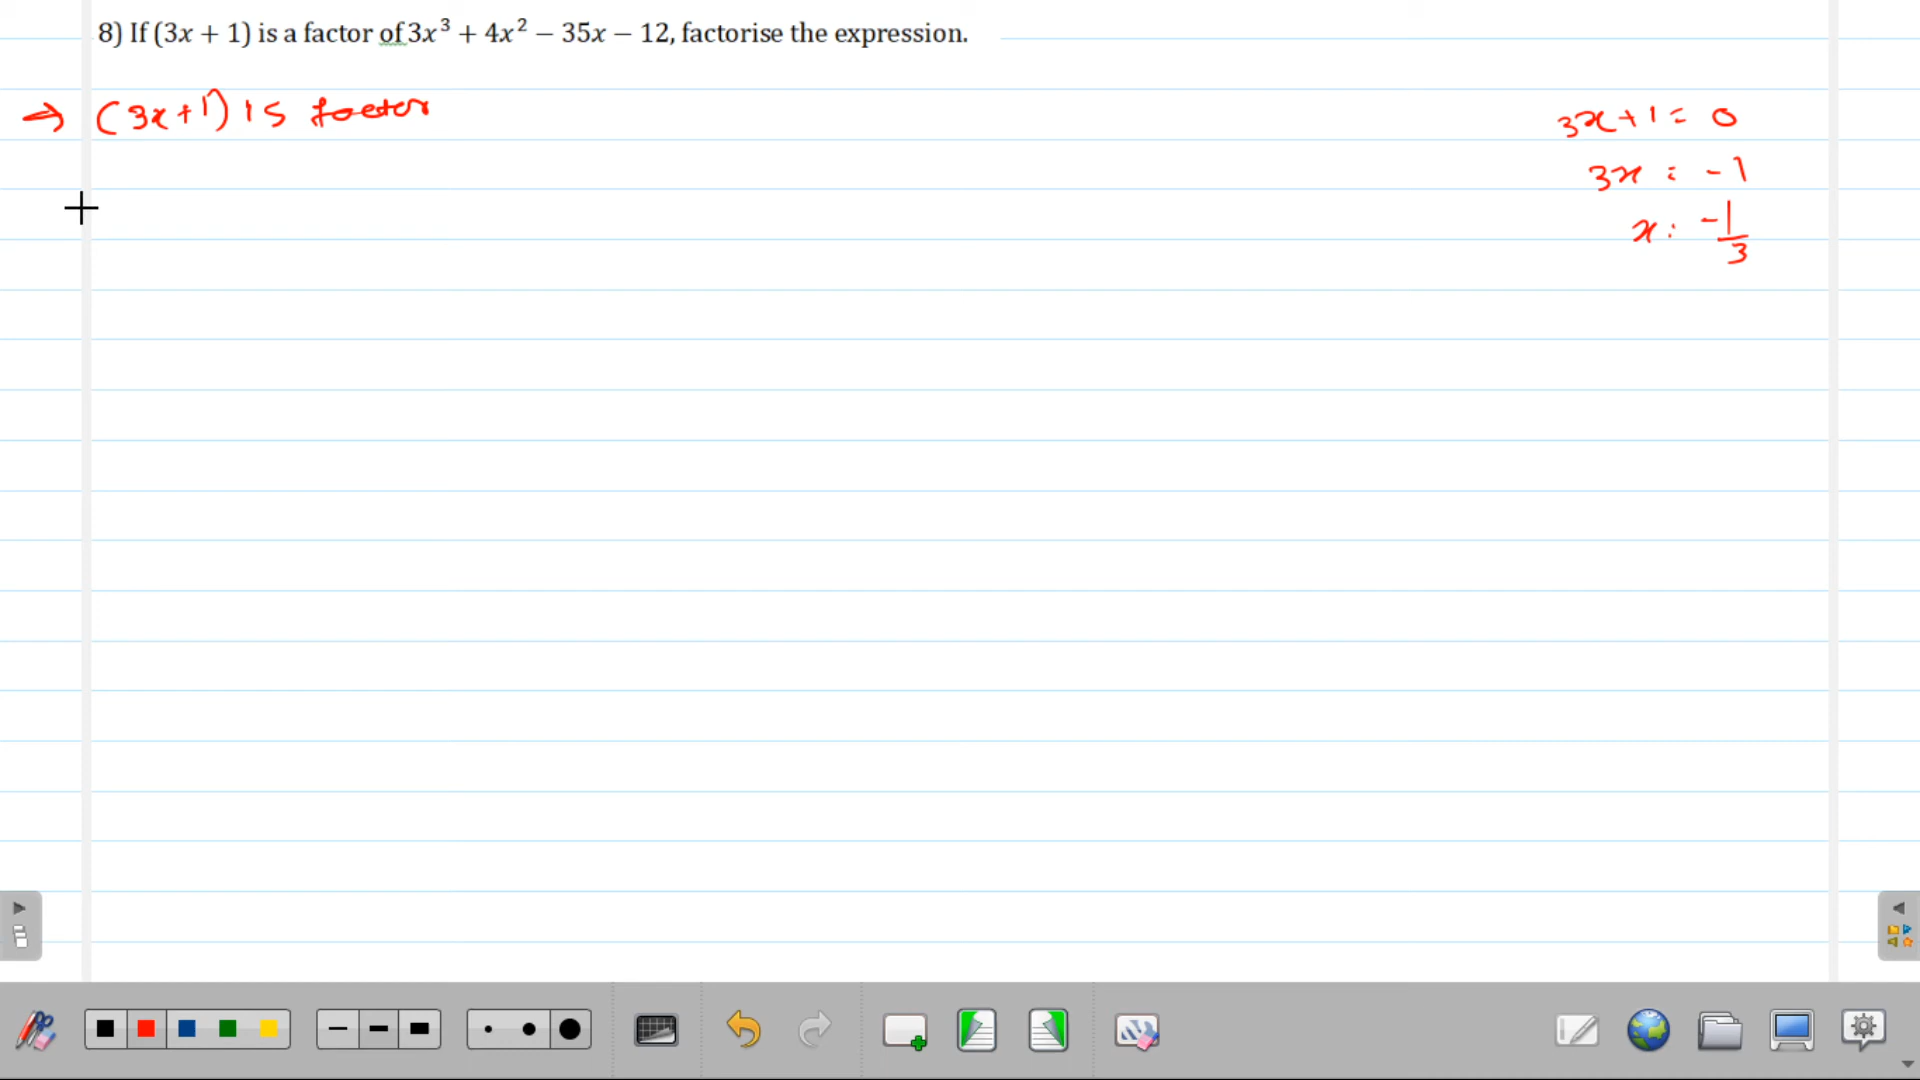 8) If (3x + 1) is a factor of 3x³ + 4x² − 35x − 12, factorise the expression.
→ (3x+1) is factor
3x+1 = 0
3x = -1
x = -1/3